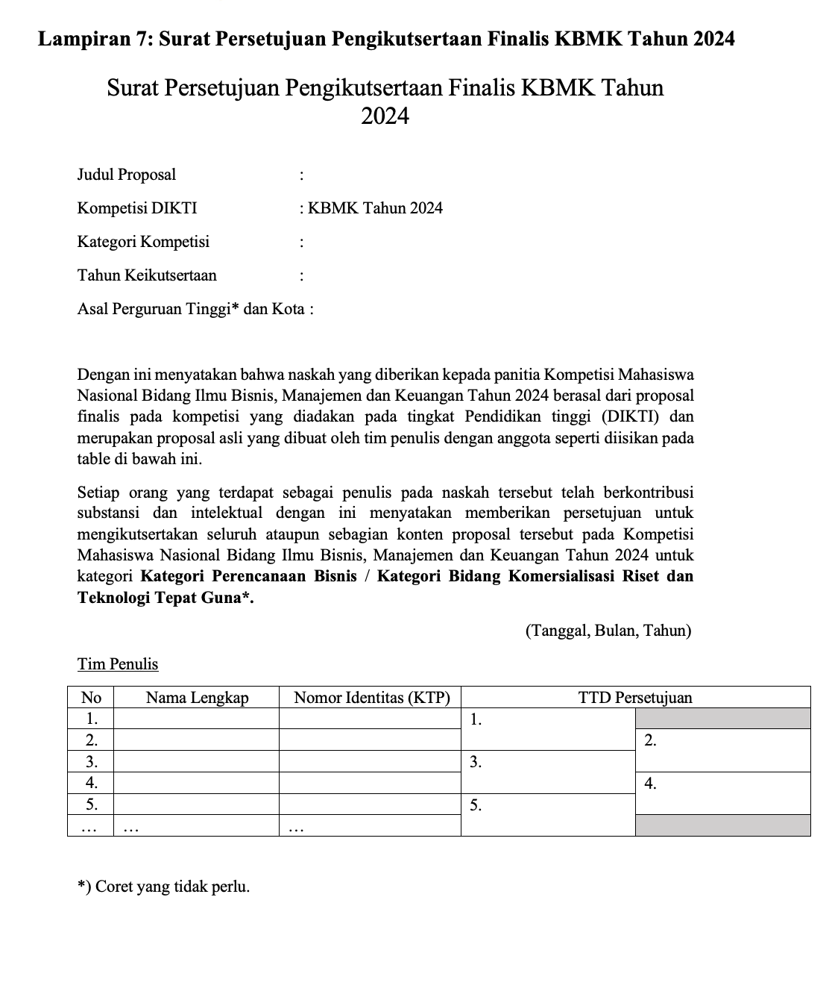 Lampiran 7: Surat Persetujuan Pengikutsertaan Finalis KBMK Tahun 2024
Surat Persetujuan Pengikutsertaan Finalis KBMK Tahun
2024
Judul Proposal :
Kompetisi DIKTI : KBMK Tahun 2024
Kategori Kompetisi :
Tahun Keikutsertaan :
Asal Perguruan Tinggi* dan Kota :
Dengan ini menyatakan bahwa naskah yang diberikan kepada panitia Kompetisi Mahasiswa
Nasional Bidang Ilmu Bisnis, Manajemen dan Keuangan Tahun 2024 berasal dari proposal
finalis pada kompetisi yang diadakan pada tingkat Pendidikan tinggi (DIKTI) dan
merupakan proposal asli yang dibuat oleh tim penulis dengan anggota seperti diisikan pada
table di bawah ini.
Setiap orang yang terdapat sebagai penulis pada naskah tersebut telah berkontribusi
substansi dan intelektual dengan ini menyatakan memberikan persetujuan untuk
mengikutsertakan seluruh ataupun sebagian konten proposal tersebut pada Kompetisi
Mahasiswa Nasional Bidang Ilmu Bisnis, Manajemen dan Keuangan Tahun 2024 untuk
kategori Kategori Perencanaan Bisnis / Kategori Bidang Komersialisasi Riset dan
Teknologi Tepat Guna*.
(Tanggal, Bulan, Tahun)
Tim Penulis
No Nama Lengkap Nomor Identitas (KTP) TTD Persetujuan
1. 1.
2. 2.
3. 3.
4. 4.
5. 5.
… … …
*) Coret yang tidak perlu.